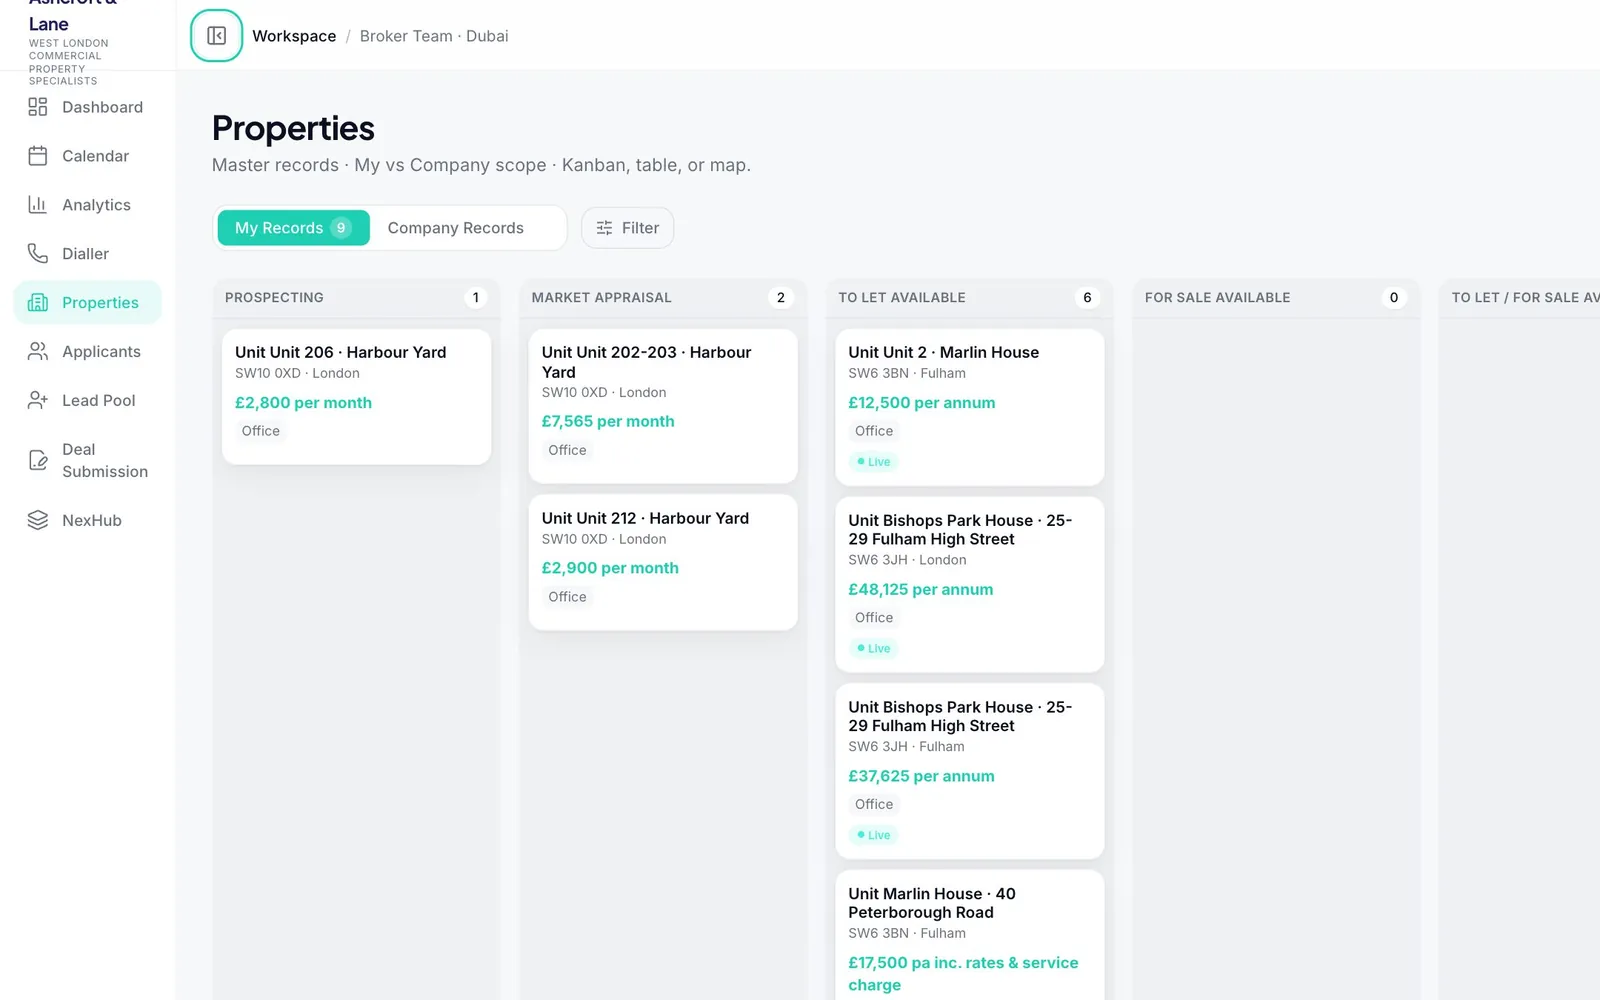 Ashcroft &
Lane
WEST LONDON
COMMERCIAL
PROPERTY
SPECIALISTS
Dashboard
Calendar
Analytics
Dialler
Properties
Applicants
Lead Pool
Deal
Submission
NexHub
Workspace / Broker Team · Dubai
Properties
Master records · My vs Company scope · Kanban, table, or map.
My Records 9
Company Records
Filter
PROSPECTING 1
Unit Unit 206 · Harbour Yard
SW10 0XD · London
£2,800 per month
Office
MARKET APPRAISAL 2
Unit Unit 202-203 · Harbour
Yard
SW10 0XD · London
£7,565 per month
Office
Unit Unit 212 · Harbour Yard
SW10 0XD · London
£2,900 per month
Office
TO LET AVAILABLE 6
Unit Unit 2 · Marlin House
SW6 3BN · Fulham
£12,500 per annum
Office
Live
Unit Bishops Park House · 25-
29 Fulham High Street
SW6 3JH · London
£48,125 per annum
Office
Live
Unit Bishops Park House · 25-
29 Fulham High Street
SW6 3JH · Fulham
£37,625 per annum
Office
Live
Unit Marlin House · 40
Peterborough Road
SW6 3BN · Fulham
£17,500 pa inc. rates & service
charge
FOR SALE AVAILABLE 0
TO LET / FOR SALE AV